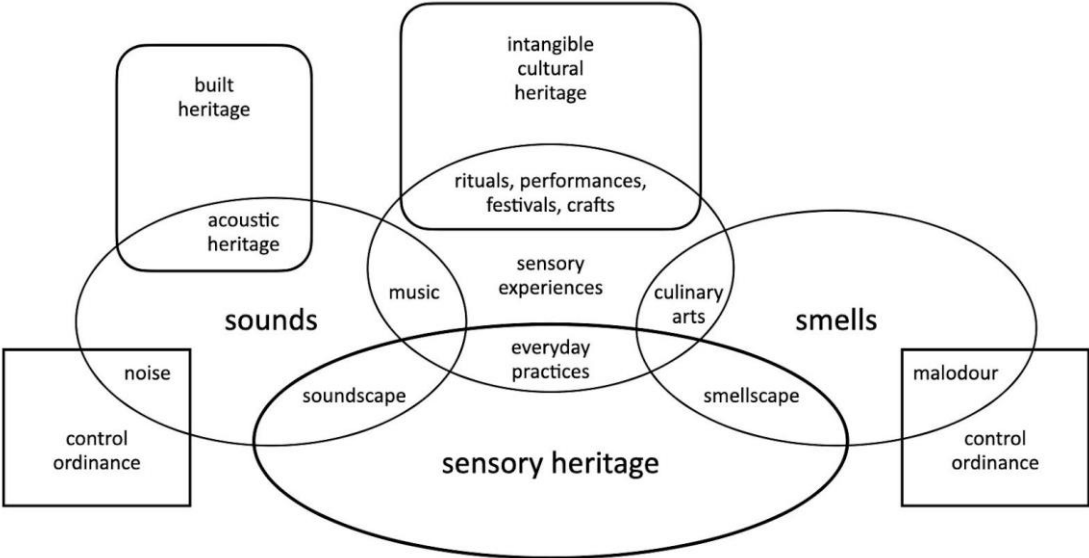 intangible
cultural
heritage
built
heritage
rituals, performances,
festivals, crafts
acoustic
heritage
sensory
experiences
music
culinary
arts
sounds
smells
everyday
practices
noise
malodour
soundscape
smellscape
control
ordinance
control
ordinance
sensory heritage